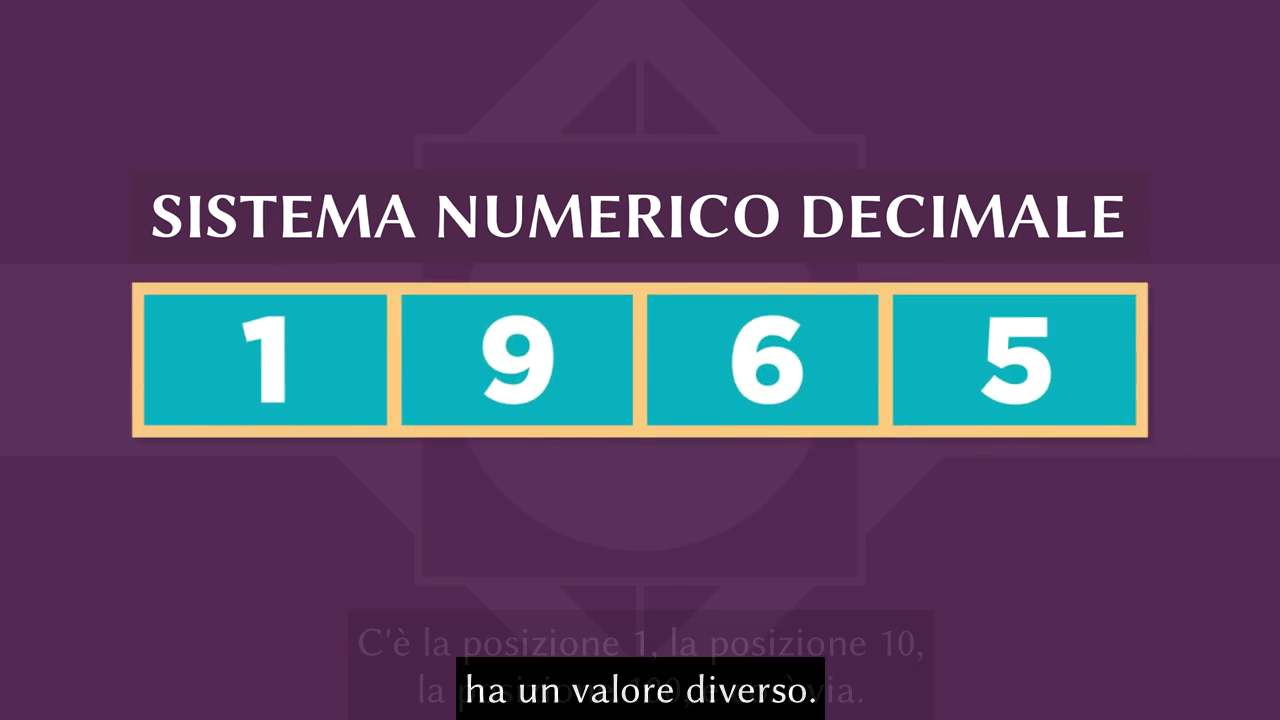 SISTEMA NUMERICO DECIMALE
1 9 6 5
C'è la posizione 1, la posizione 10,
ha un valore diverso.